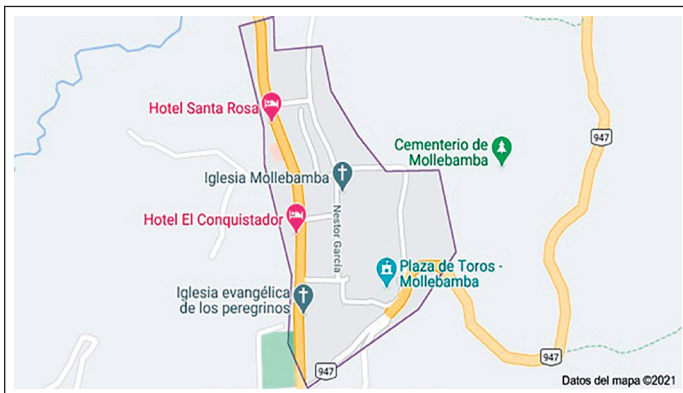 Hotel Santa Rosa
947
Cementerio de
Mollebamba
Iglesia Mollebamba
Nestor García
Hotel El Conquistador
Plaza de Toros -
Mollebamba
Iglesia evangélica
de los peregrinos
947
947
Datos del mapa ©2021